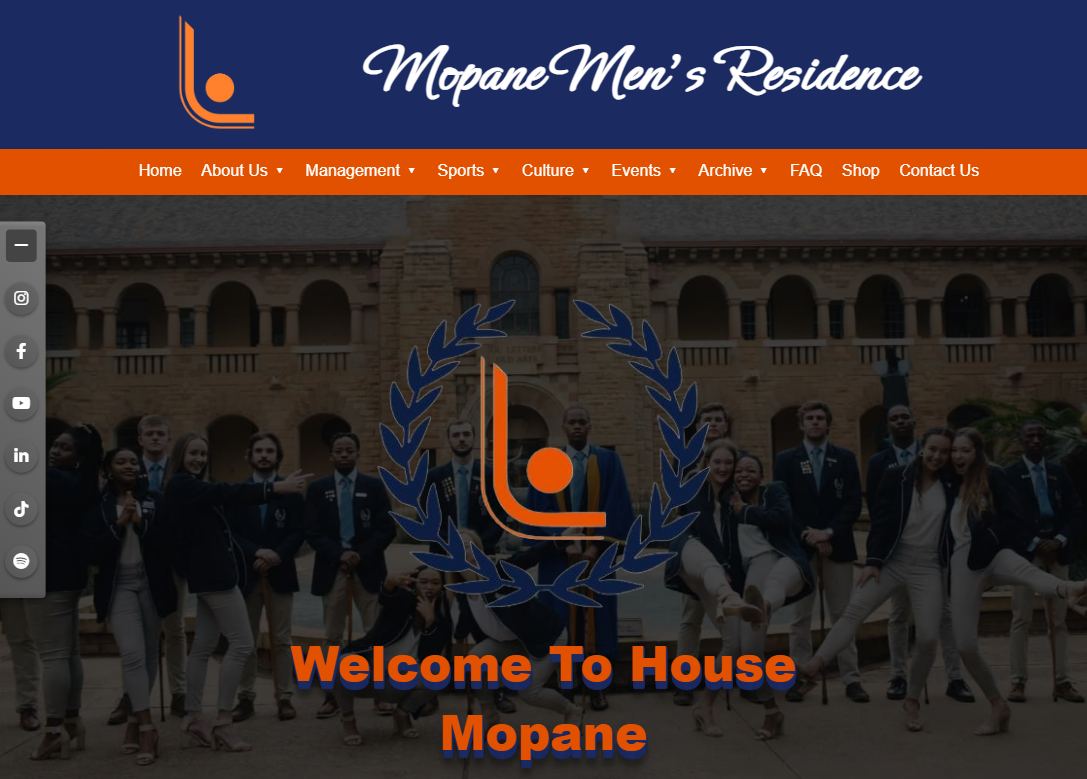 Mopane Men's Residence
Home About Us ▼ Management ▼ Sports ▼ Culture ▼ Events ▼ Archive ▼ FAQ Shop Contact Us
Welcome To House
Mopane